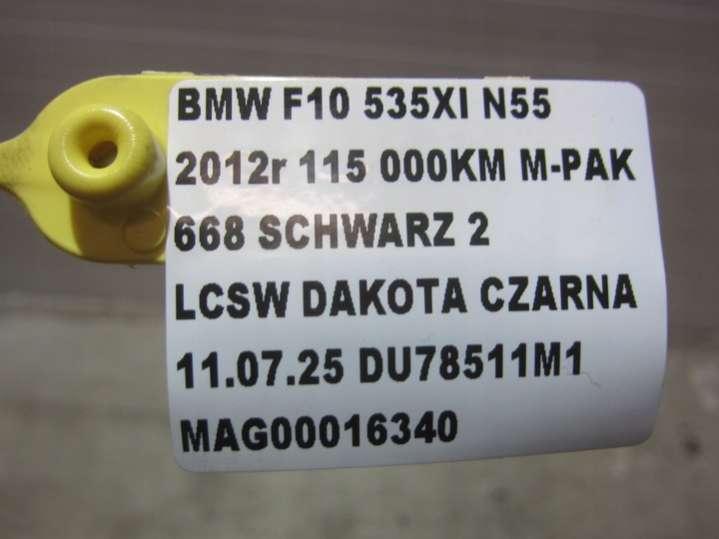 BMW F10 535XI N55
2012r 115 000KM M-PAK
668 SCHWARZ 2
LCSW DAKOTA CZARNA
11.07.25 DU78511M1
MAG00016340